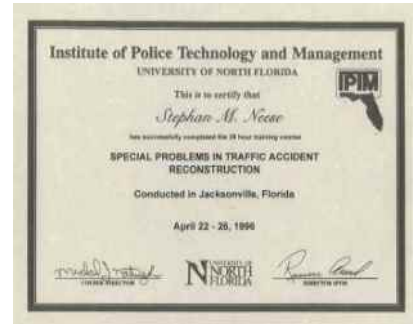 Institute of Police Technology and Management
UNIVERSITY OF NORTH FLORIDA
IPTM
This is to certify that
Stephan M. Neese
has successfully completed the hour training course
SPECIAL PROBLEMS IN TRAFFIC ACCIDENT
RECONSTRUCTION
Conducted in Jacksonville, Florida
April 22 - 26, 1996
UNIVERSITY OF
NORTH
FLORIDA
COURSE DIRECTOR
DIRECTOR IPTM